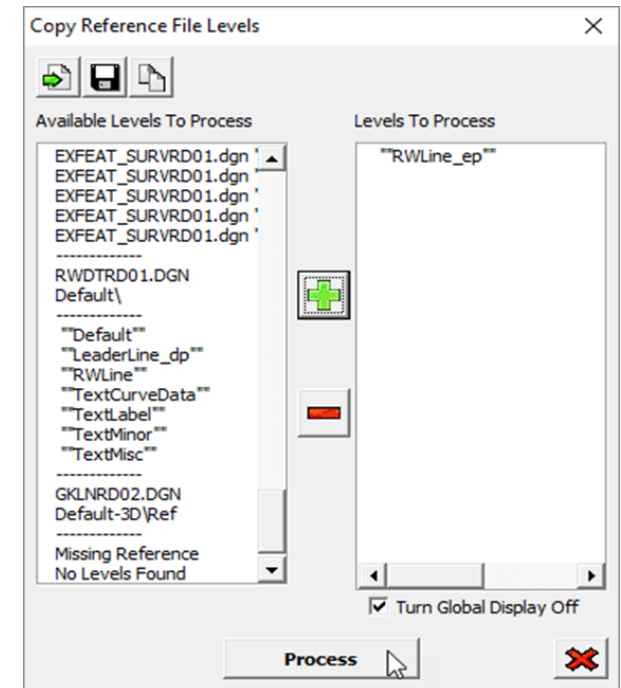 Copy Reference File Levels
Available Levels To Process
EXFEAT_SURVRD01.dgn "
EXFEAT_SURVRD01.dgn "
EXFEAT_SURVRD01.dgn "
EXFEAT_SURVRD01.dgn "
EXFEAT_SURVRD01.dgn "
-------------
RWDTRD01.DGN
Default\
-------------
""Default""
""LeaderLine_dp""
""RWLine""
""TextCurveData""
""TextLabel""
""TextMinor""
""TextMisc""
-------------
GKLNRD02.DGN
Default-3D\Ref
-------------
Missing Reference
No Levels Found
Levels To Process
""RWLine_ep""
Turn Global Display Off
Process